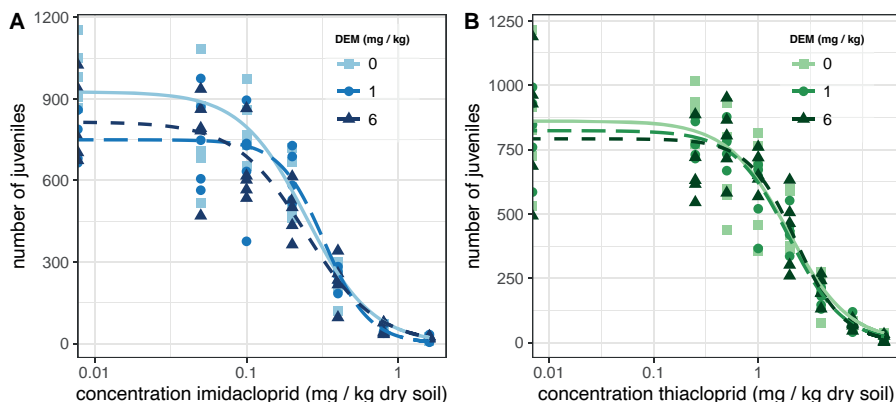 A
DEM (mg / kg)
0
1
6
number of juveniles
1200
900
600
300
0
0.01
0.1
1
concentration imidacloprid (mg / kg dry soil)
B
DEM (mg / kg)
0
1
6
number of juveniles
1250
1000
750
500
250
0
0.01
0.1
1
concentration thiacloprid (mg / kg dry soil)